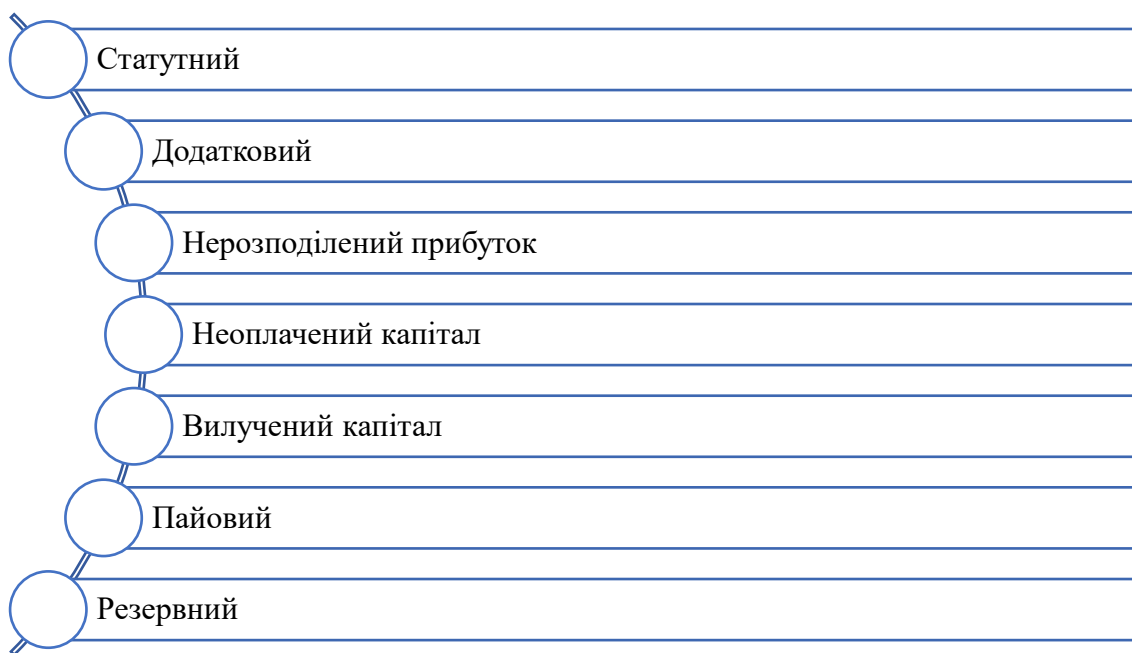 Статутний
Додатковий
Нерозподілений прибуток
Неоплачений капітал
Вилучений капітал
Пайовий
Резервний